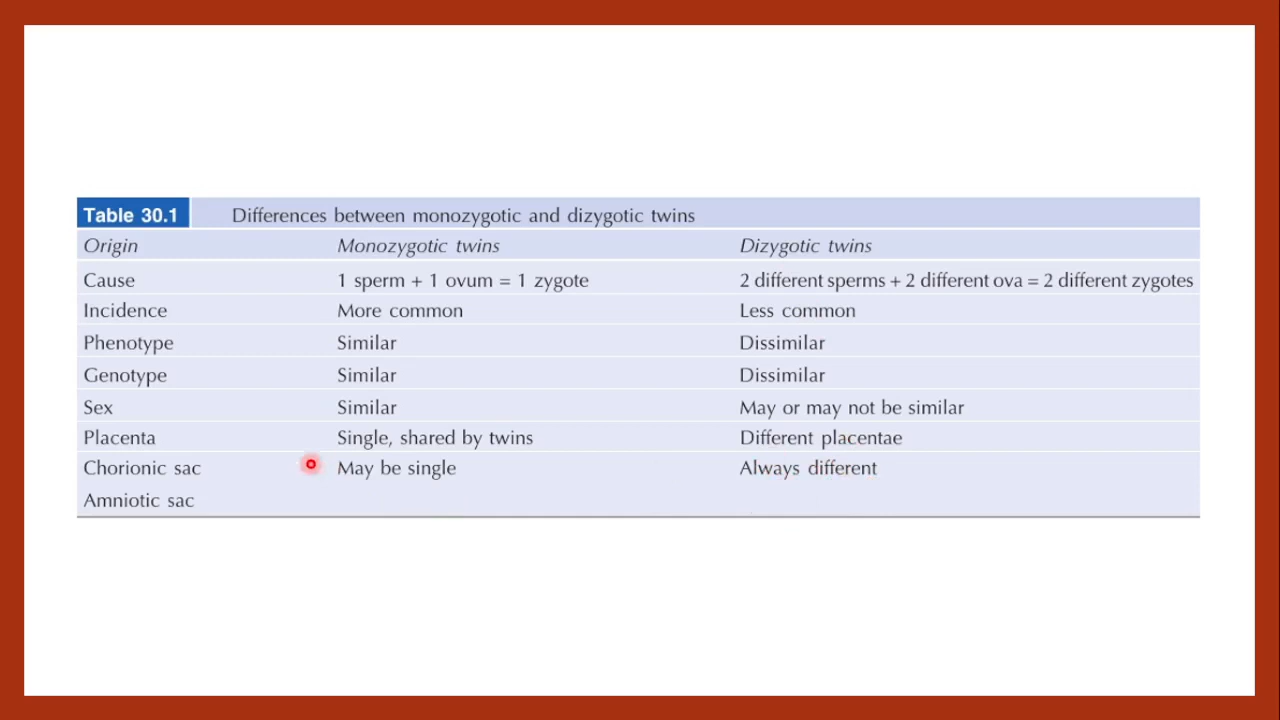 Table 30.1 Differences between monozygotic and dizygotic twins
Origin Monozygotic twins Dizygotic twins
Cause 1 sperm + 1 ovum = 1 zygote 2 different sperms + 2 different ova = 2 different zygotes
Incidence More common Less common
Phenotype Similar Dissimilar
Genotype Similar Dissimilar
Sex Similar May or may not be similar
Placenta Single, shared by twins Different placentae
Chorionic sac May be single Always different
Amniotic sac